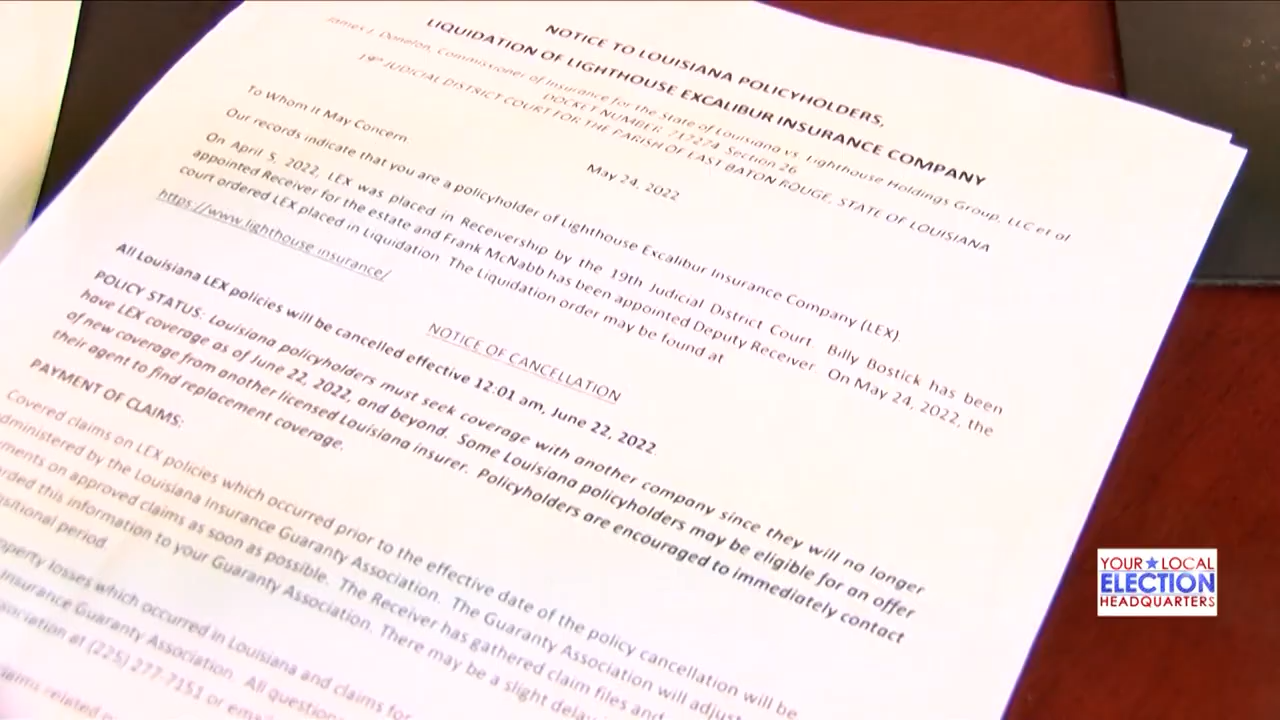 NOTICE TO LOUISIANA POLICYHOLDERS,
LIQUIDATION OF LIGHTHOUSE EXCALIBUR INSURANCE COMPANY
James J. Donelon, Commissioner of Insurance for the State of Louisiana vs. Lighthouse Holdings Group, LLC et al
DOCKET NUMBER: 717274 Section 26
19th JUDICIAL DISTRICT COURT FOR THE PARISH OF EAST BATON ROUGE, STATE OF LOUISIANA
May 24, 2022
To Whom It May Concern
Our records indicate that you are a policyholder of Lighthouse Excalibur Insurance Company (LEX).
On April 5, 2022, LEX was placed in Receivership by the 19th Judicial District Court. Billy Bostick has been
appointed Receiver for the estate and Frank McNabb has been appointed Deputy Receiver. On May 24, 2022, the
court ordered LEX placed in Liquidation. The Liquidation order may be found at
https://www.lighthouse.insurance/
NOTICE OF CANCELLATION
All Louisiana LEX policies will be cancelled effective 12:01 am, June 22, 2022
POLICY STATUS: Louisiana policyholders must seek coverage with another company since they will no longer
have LEX coverage as of June 22, 2022, and beyond. Some Louisiana policyholders may be eligible for an offer
of new coverage from another licensed Louisiana insurer. Policyholders are encouraged to immediately contact
their agent to find replacement coverage.
PAYMENT OF CLAIMS:
Covered claims on LEX policies which occurred prior to the effective date of the policy cancellation will be
dministered by the Louisiana Insurance Guaranty Association. The Guaranty Association will adjust
ments on approved claims as soon as possible. The Receiver has gathered claim files and
rded this information to your Guaranty Association. There may be a slight delay
sitional period.
operty losses which occurred in Louisiana and claims for
Insurance Guaranty Association. All question
sociation at (225) 277-7151 or email
aims related
YOUR LOCAL
ELECTION
HEADQUARTERS